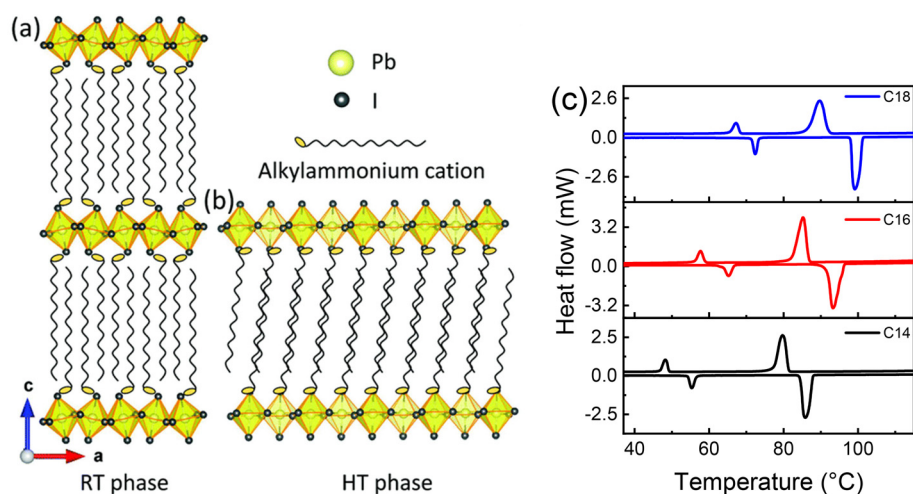 (a)
Pb
I
Alkylammonium cation
(b)
c
a
RT phase
HT phase
(c)
Heat flow (mW)
2.6
0.0
-2.6
C18
3.2
0.0
-3.2
C16
2.5
0.0
-2.5
C14
40 60 80 100
Temperature (°C)